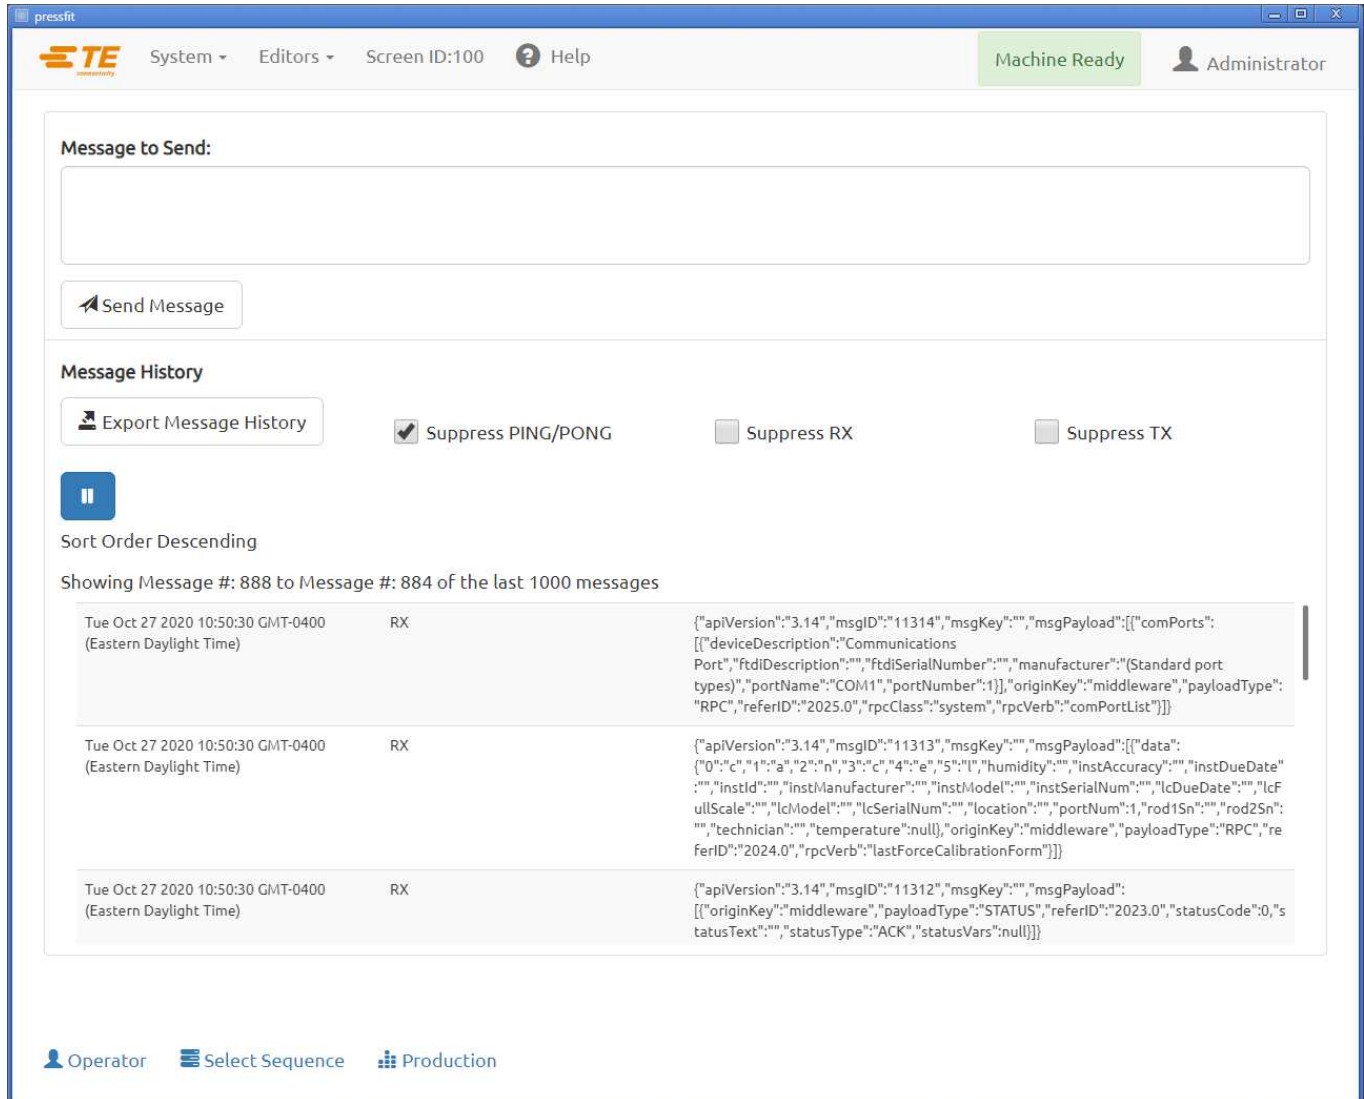 pressfit
TE
connectivity
System
Editors
Screen ID:100
Help
Machine Ready
Administrator
Message to Send:
Send Message
Message History
Export Message History
Suppress PING/PONG
Suppress RX
Suppress TX
Sort Order Descending
Showing Message #: 888 to Message #: 884 of the last 1000 messages
Tue Oct 27 2020 10:50:30 GMT-0400
(Eastern Daylight Time)
RX
{"apiVersion":"3.14","msgID":"11314","msgKey":"","msgPayload":[{"comPorts":
[{"deviceDescription":"Communications
Port","ftdiDescription":"","ftdiSerialNumber":"","manufacturer":"(Standard port
types)","portName":"COM1","portNumber":1}],"originKey":"middleware","payloadType":
"RPC","referID":"2025.0","rpcClass":"system","rpcVerb":"comPortList"}]}
Tue Oct 27 2020 10:50:30 GMT-0400
(Eastern Daylight Time)
RX
{"apiVersion":"3.14","msgID":"11313","msgKey":"","msgPayload":[{"data":
{"0":"c","1":"a","2":"n","3":"c","4":"e","5":"l","humidity":"","instAccuracy":"","instDueDate"
:"","instId":"","instManufacturer":"","instModel":"","instSerialNum":"","lcDueDate":"","lcF
ullScale":"","lcModel":"","lcSerialNum":"","location":"","portNum":1,"rod1Sn":"","rod2Sn":
"","technician":"","temperature":null},"originKey":"middleware","payloadType":"RPC","re
ferID":"2024.0","rpcVerb":"lastForceCalibrationForm"}]}
Tue Oct 27 2020 10:50:30 GMT-0400
(Eastern Daylight Time)
RX
{"apiVersion":"3.14","msgID":"11312","msgKey":"","msgPayload":
[{"originKey":"middleware","payloadType":"STATUS","referID":"2023.0","statusCode":0,"s
tatusText":"","statusType":"ACK","statusVars":null}]}
Operator
Select Sequence
Production